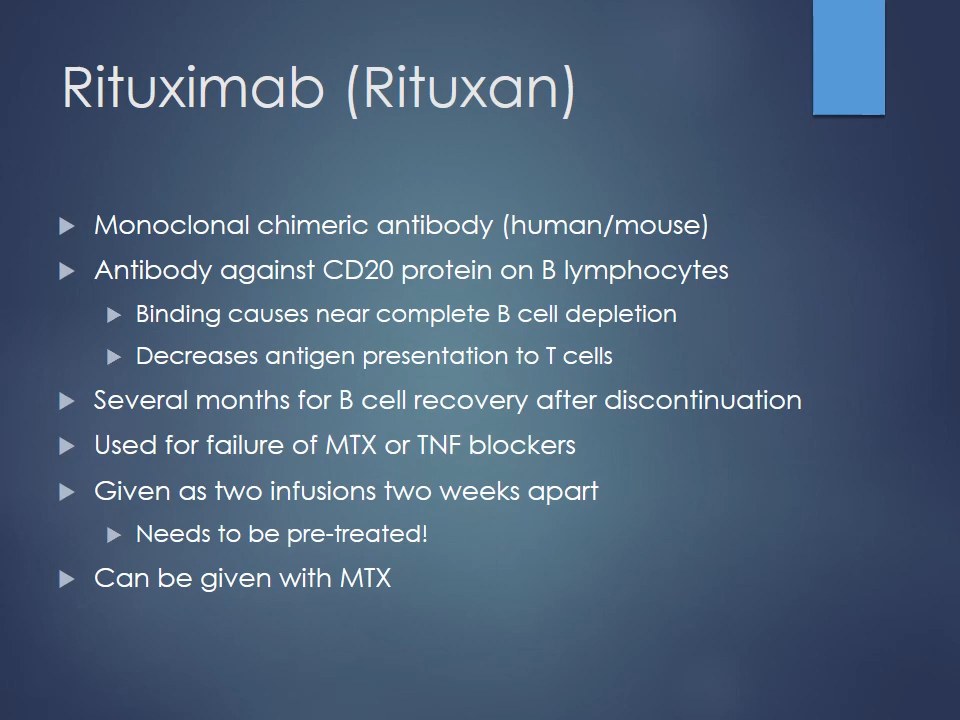 Rituximab (Rituxan)
Monoclonal chimeric antibody (human/mouse)
Antibody against CD20 protein on B lymphocytes
Binding causes near complete B cell depletion
Decreases antigen presentation to T cells
Several months for B cell recovery after discontinuation
Used for failure of MTX or TNF blockers
Given as two infusions two weeks apart
Needs to be pre-treated!
Can be given with MTX